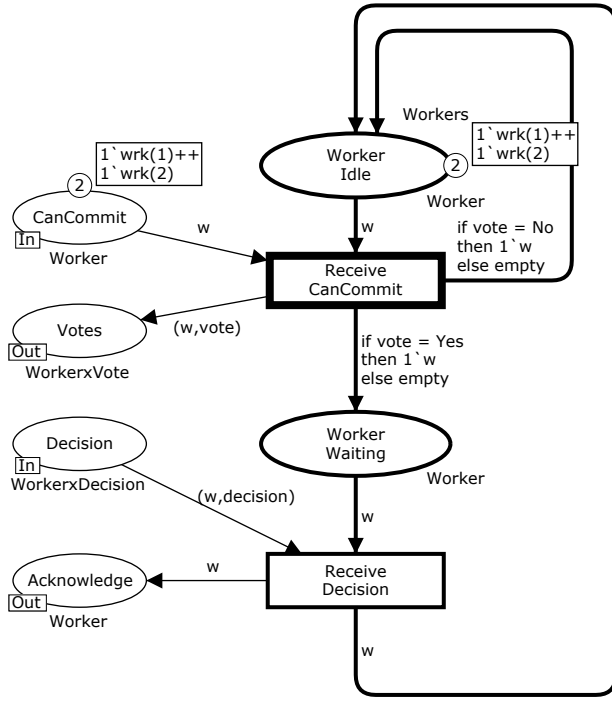 Workers
1`wrk(1)++
1`wrk(2)
2
Worker
Idle
Worker
1`wrk(1)++
1`wrk(2)
2
CanCommit
In
Worker
w
w
if vote = No
then 1`w
else empty
Receive
CanCommit
Votes
Out
WorkerxVote
(w,vote)
if vote = Yes
then 1`w
else empty
Decision
In
WorkerxDecision
Worker
Waiting
Worker
(w,decision)
w
Acknowledge
Out
Worker
w
Receive
Decision
w